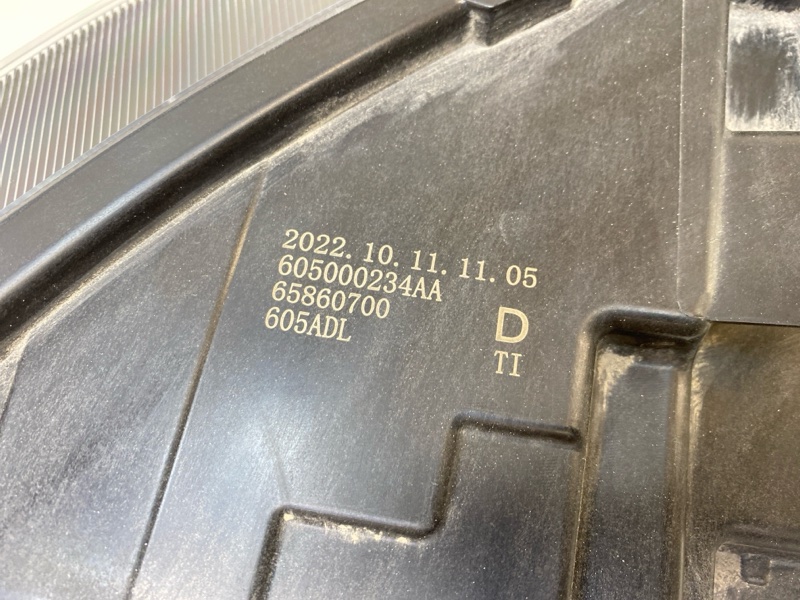 2022. 10. 11. 11. 05
605000234AA
65860700
605ADL
D
TI